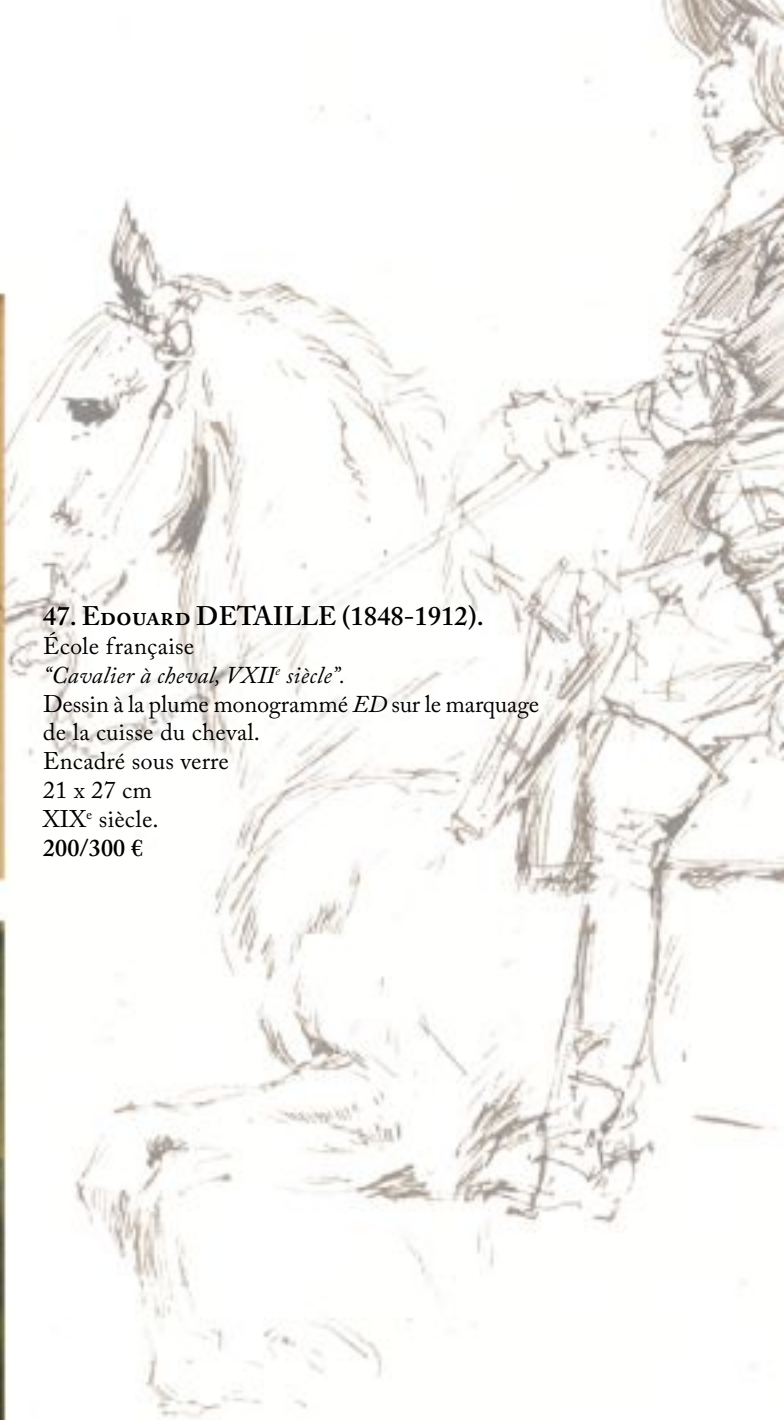 47. Edouard DETAILLE (1848-1912).
École française
“Cavalier à cheval, VXIIe siècle”.
Dessin à la plume monogrammé ED sur le marquage
de la cuisse du cheval.
Encadré sous verre
21 x 27 cm
XIXe siècle.
200/300 €